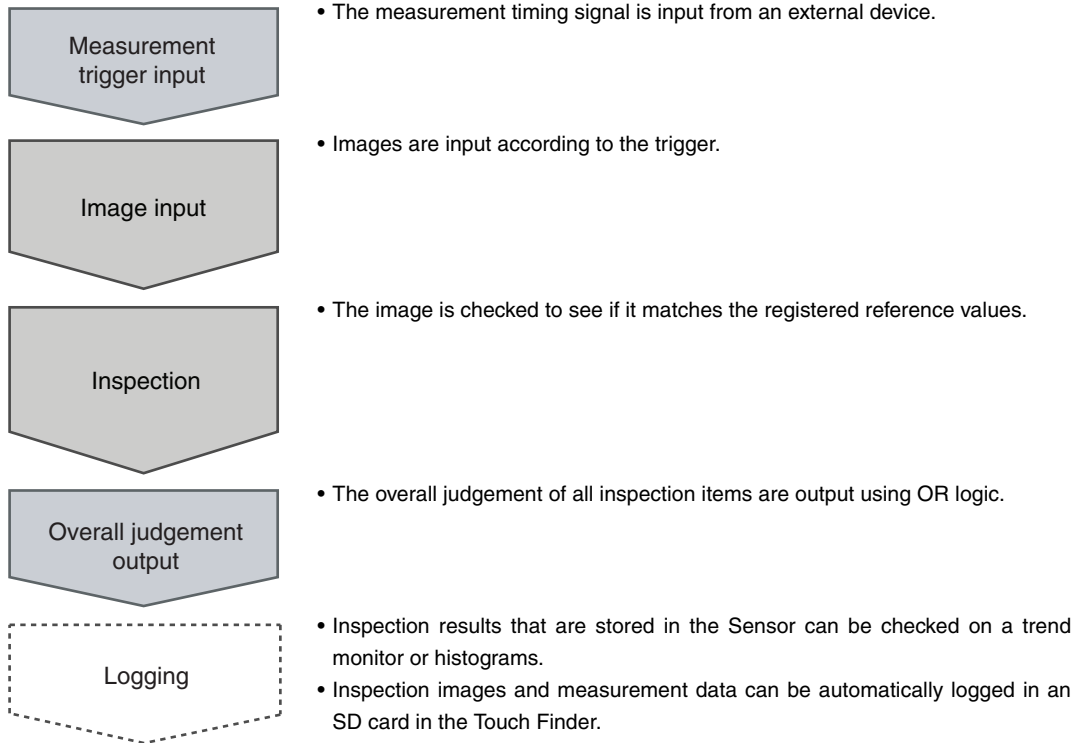 Measurement
trigger input
• The measurement timing signal is input from an external device.
Image input
• Images are input according to the trigger.
Inspection
• The image is checked to see if it matches the registered reference values.
Overall judgement
output
• The overall judgement of all inspection items are output using OR logic.
Logging
• Inspection results that are stored in the Sensor can be checked on a trend
monitor or histograms.
• Inspection images and measurement data can be automatically logged in an
SD card in the Touch Finder.